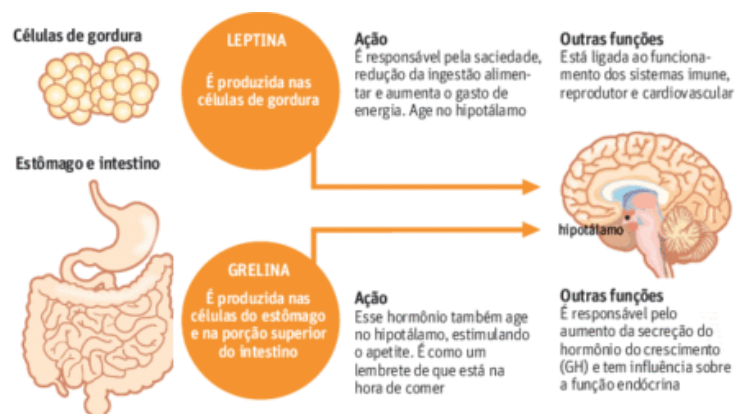 Células de gordura
LEPTINA
É produzida nas
células de gordura
Ação
É responsável pela saciedade,
redução da ingestão alimen-
tar e aumenta o gasto de
energia. Age no hipotálamo
Outras funções
Está ligada ao funciona-
mento dos sistemas imune,
reprodutor e cardiovascular
Estômago e intestino
hipotálamo
GRELINA
É produzida nas
células do estômago
e na porção superior
do intestino
Ação
Esse hormônio também age
no hipotálamo, estimulando
o apetite. É como um
lembrete de que está na
hora de comer
Outras funções
É responsável pelo
aumento da secreção do
hormônio do crescimento
(GH) e tem influência sobre
a função endócrina